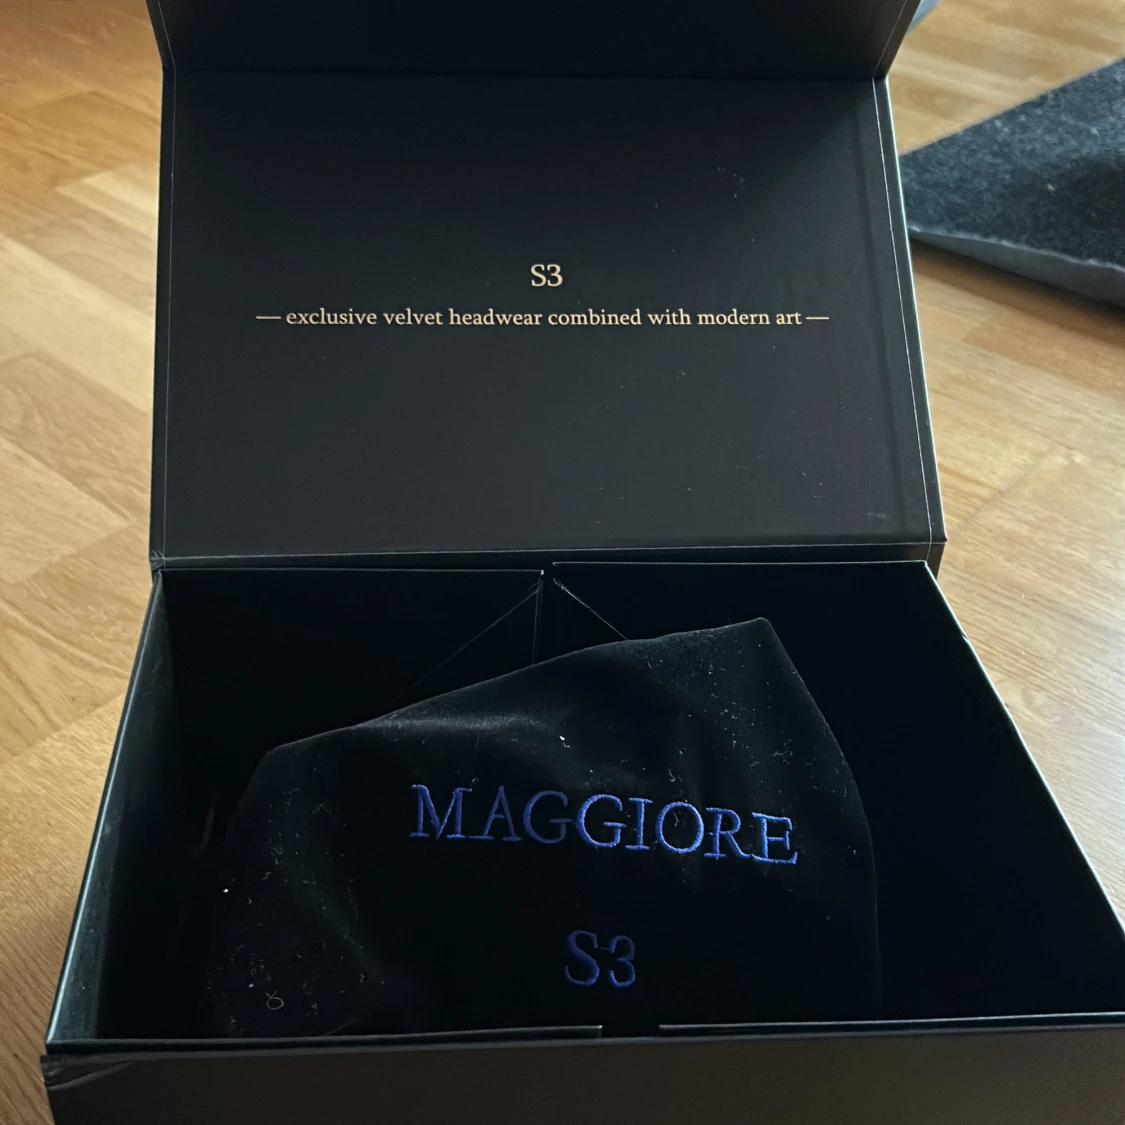 S3
— exclusive velvet headwear combined with modern art —
MAGGIORE
S3